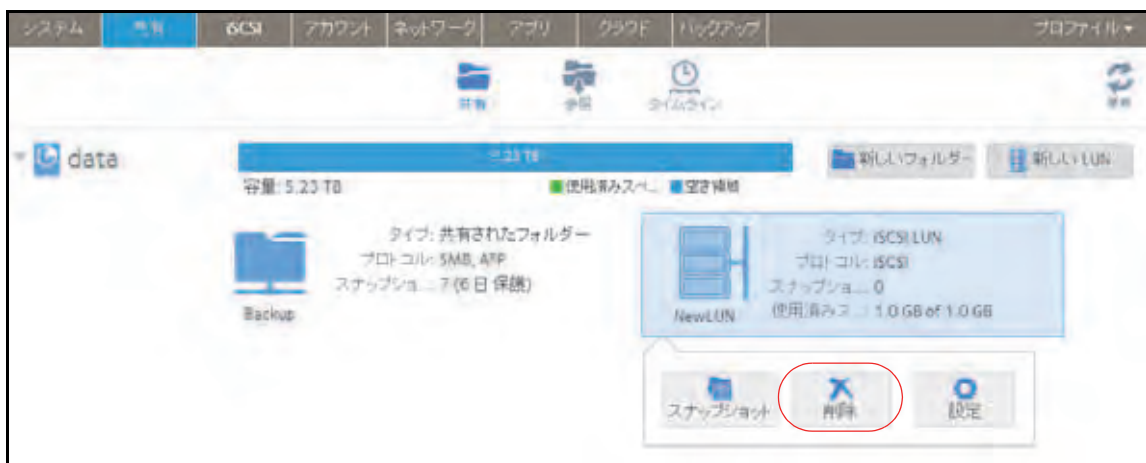 システム 共有 iSCSI アカウント ネットワーク アプリ クラウド バックアップ プロファイル
共有 参照 タイムライン 更新
data 5.23 TB 新しいフォルダー 新しい LUN
容量: 5.23 TB 使用済みスペ... 空き領域
タイプ: 共有されたフォルダー
プロトコル: SMB, AFP
スナップショ... 7 (6 日 保護)
Backup
タイプ: iSCSI LUN
プロトコル: iSCSI
スナップショ... 0
使用済みス...: 1.0 GB of 1.0 GB
NewLUN
スナップショット 削除 設定